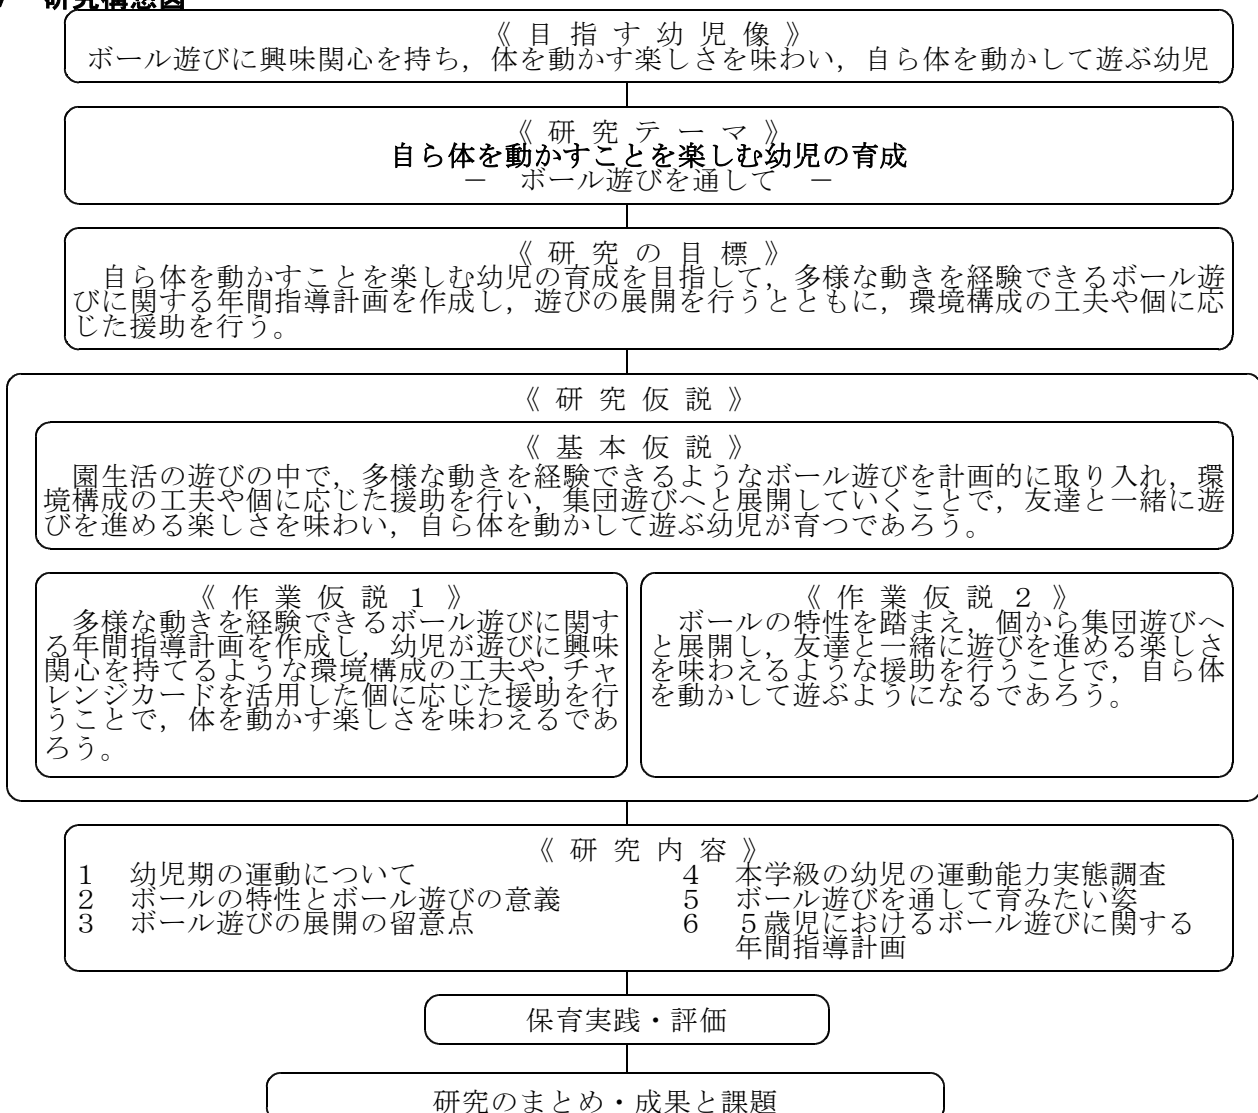 研究構想図
《 目 指 す 幼 児 像 》
ボール遊びに興味関心を持ち，体を動かす楽しさを味わい，自ら体を動かして遊ぶ幼児
《 研 究 テ ー マ 》
自ら体を動かすことを楽しむ幼児の育成
－　ボール遊びを通して　－
《 研 究 の 目 標 》
自ら体を動かすことを楽しむ幼児の育成を目指して，多様な動きを経験できるボール遊
びに関する年間指導計画を作成し，遊びの展開を行うとともに，環境構成の工夫や個に応
じた援助を行う。
《 研 究 仮 説 》
《 基 本 仮 説 》
園生活の遊びの中で，多様な動きを経験できるようなボール遊びを計画的に取り入れ，環
境構成の工夫や個に応じた援助を行い，集団遊びへと展開していくことで，友達と一緒に遊
びを進める楽しさを味わい，自ら体を動かして遊ぶ幼児が育つであろう。
《 作 業 仮 説 １ 》
多様な動きを経験できるボール遊びに関す
る年間指導計画を作成し，幼児が遊びに興味
関心を持てるような環境構成の工夫や，チャ
レンジカードを活用した個に応じた援助を行
うことで，体を動かす楽しさを味わえるであ
ろう。
《 作 業 仮 説 ２ 》
ボールの特性を踏まえ，個から集団遊びへ
と展開し，友達と一緒に遊びを進める楽しさ
を味わえるような援助を行うことで，自ら体
を動かして遊ぶようになるであろう。
《 研 究 内 容 》
１　幼児期の運動について
２　ボールの特性とボール遊びの意義
３　ボール遊びの展開の留意点
４　本学級の幼児の運動能力実態調査
５　ボール遊びを通して育みたい姿
６　５歳児におけるボール遊びに関する
年間指導計画
保育実践・評価
研究のまとめ・成果と課題